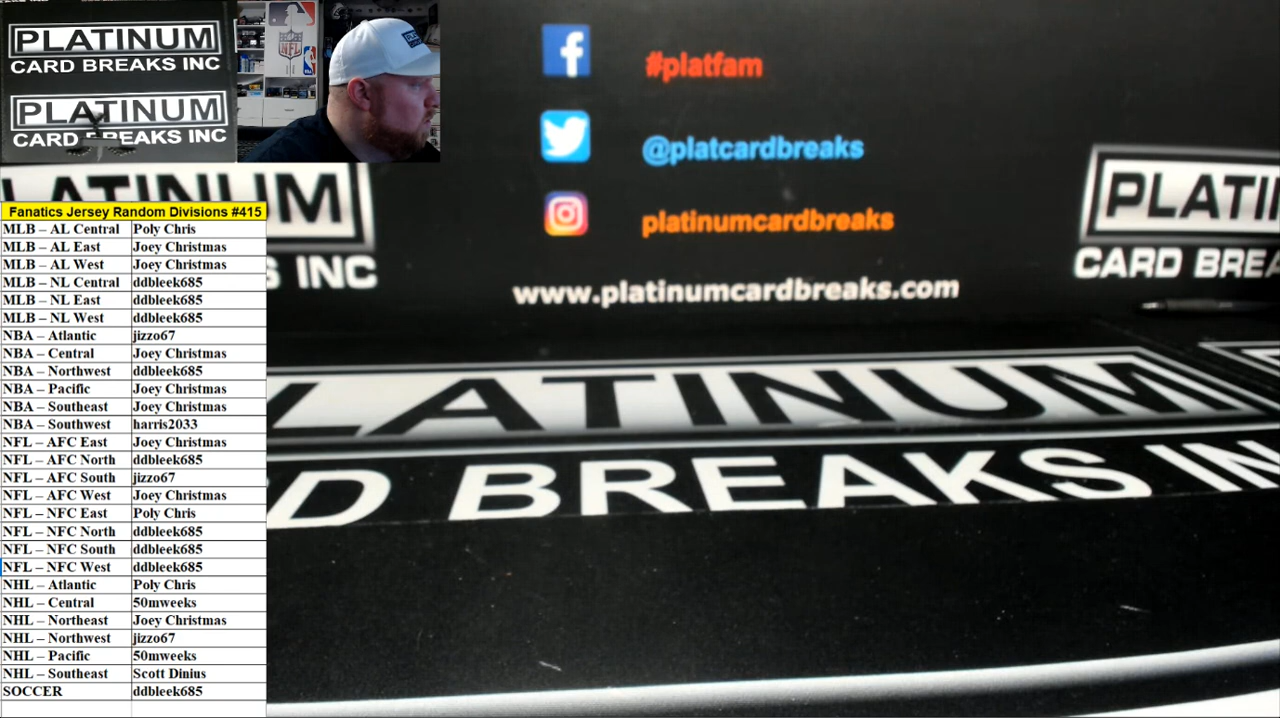 PLATINUM
CARD BREAKS INC
PLATINUM
CARD BREAKS INC
NFL
#platfam
@platcardbreaks
platinumcardbreaks
www.platinumcardbreaks.com
PLATI
CARD BREA
INUM
S INC
LATINUM
D BREAKS IN
Fanatics Jersey Random Divisions #415
MLB – AL Central Poly Chris
MLB – AL East Joey Christmas
MLB – AL West Joey Christmas
MLB – NL Central ddbleek685
MLB – NL East ddbleek685
MLB – NL West ddbleek685
NBA – Atlantic jizzo67
NBA – Central Joey Christmas
NBA – Northwest ddbleek685
NBA – Pacific Joey Christmas
NBA – Southeast Joey Christmas
NBA – Southwest harris2033
NFL – AFC East Joey Christmas
NFL – AFC North ddbleek685
NFL – AFC South jizzo67
NFL – AFC West Joey Christmas
NFL – NFC East Poly Chris
NFL – NFC North ddbleek685
NFL – NFC South ddbleek685
NFL – NFC West ddbleek685
NHL – Atlantic Poly Chris
NHL – Central 50mweeks
NHL – Northeast Joey Christmas
NHL – Northwest jizzo67
NHL – Pacific 50mweeks
NHL – Southeast Scott Dinius
SOCCER ddbleek685